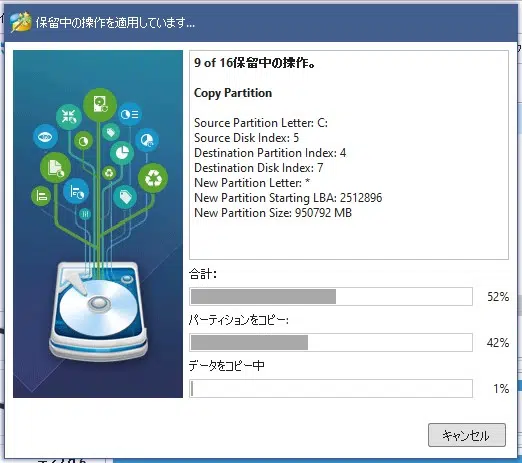 保留中の操作を適用しています...
9 of 16保留中の操作。
Copy Partition
Source Partition Letter: C:
Source Disk Index: 5
Destination Partition Index: 4
Destination Disk Index: 7
New Partition Letter: *
New Partition Starting LBA: 2512896
New Partition Size: 950792 MB
合計:
52%
パーティションをコピー:
42%
データをコピー中
1%
キャンセル